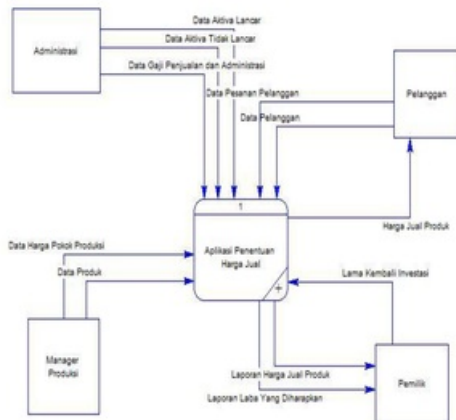 Data Aktiva Lancar
Administrasi
Data Aktiva Tidak Lancar
Data Gaji Penjualan dan Administrasi
Data Pesanan Pelanggan
Pelanggan
Data Pelanggan
1
Harga Jual Produk
Aplikasi Penentuan
Harga Jual
Data Harga Pokok Produksi
Data Produk
Lama Kembali Investasi
+
Manager
Produksi
Laporan Harga Jual Produk
Pemilik
Laporan Laba Yang Diharapkan